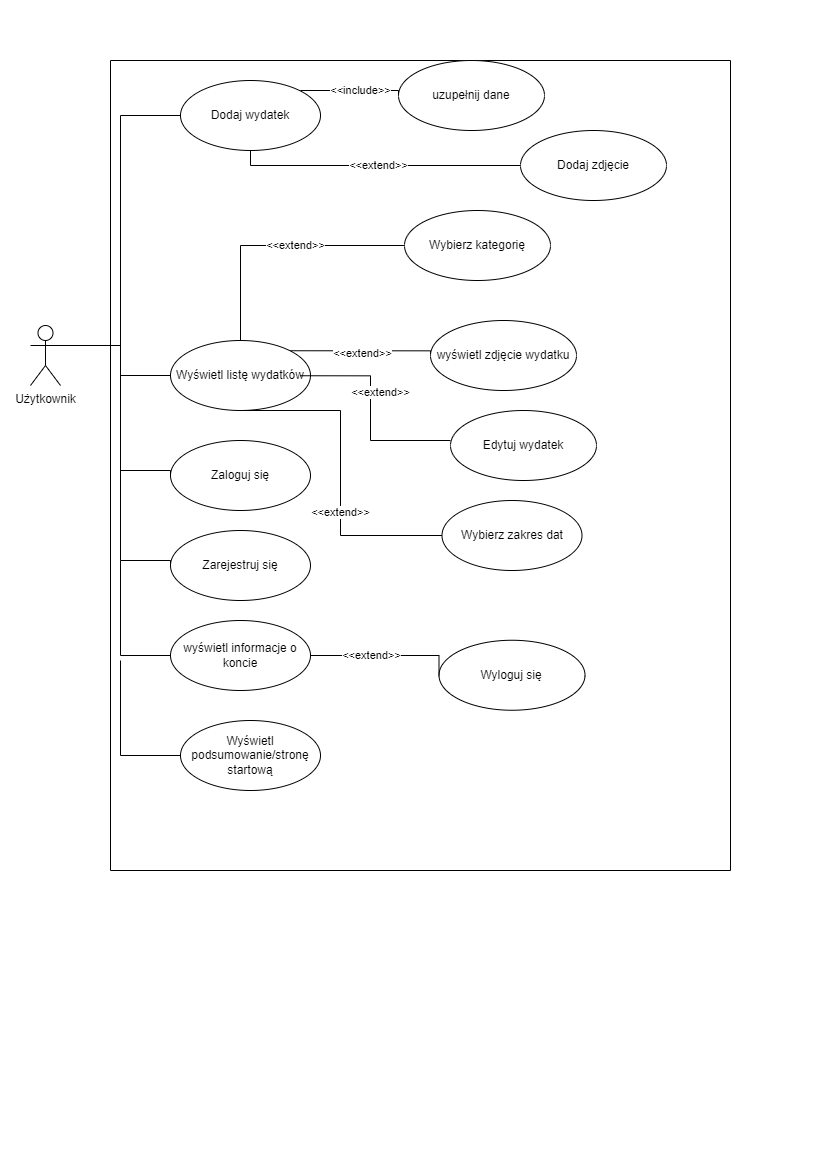 <<include>>
uzupełnij dane
Dodaj wydatek
<<extend>>
Dodaj zdjęcie
<<extend>>
Wybierz kategorię
<<extend>>
wyświetl zdjęcie wydatku
Wyświetl listę wydatków
<<extend>>
Użytkownik
Edytuj wydatek
Zaloguj się
<<extend>>
Wybierz zakres dat
Zarejestruj się
wyświetl informacje o
koncie
<<extend>>
Wyloguj się
Wyświetl
podsumowanie/stronę
startową